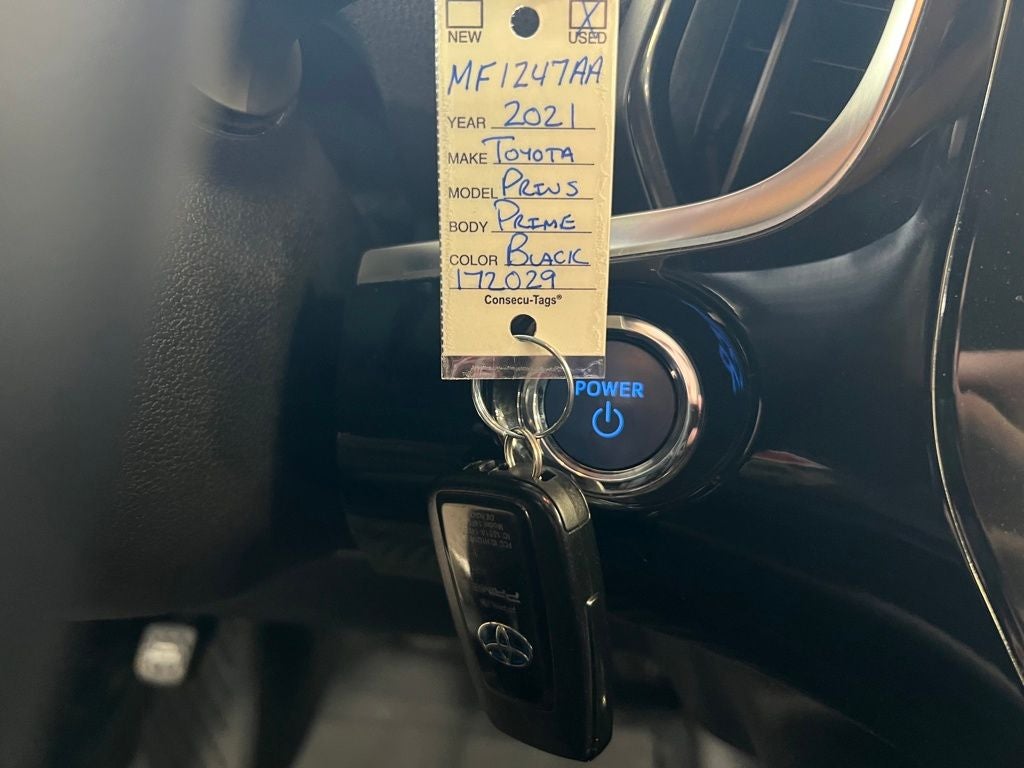 NEW X USED
MF1247AA
YEAR 2021
MAKE TOYOTA
MODEL PRIUS
BODY PRIME
COLOR BLACK
172029
Consecu-Tags®
POWER